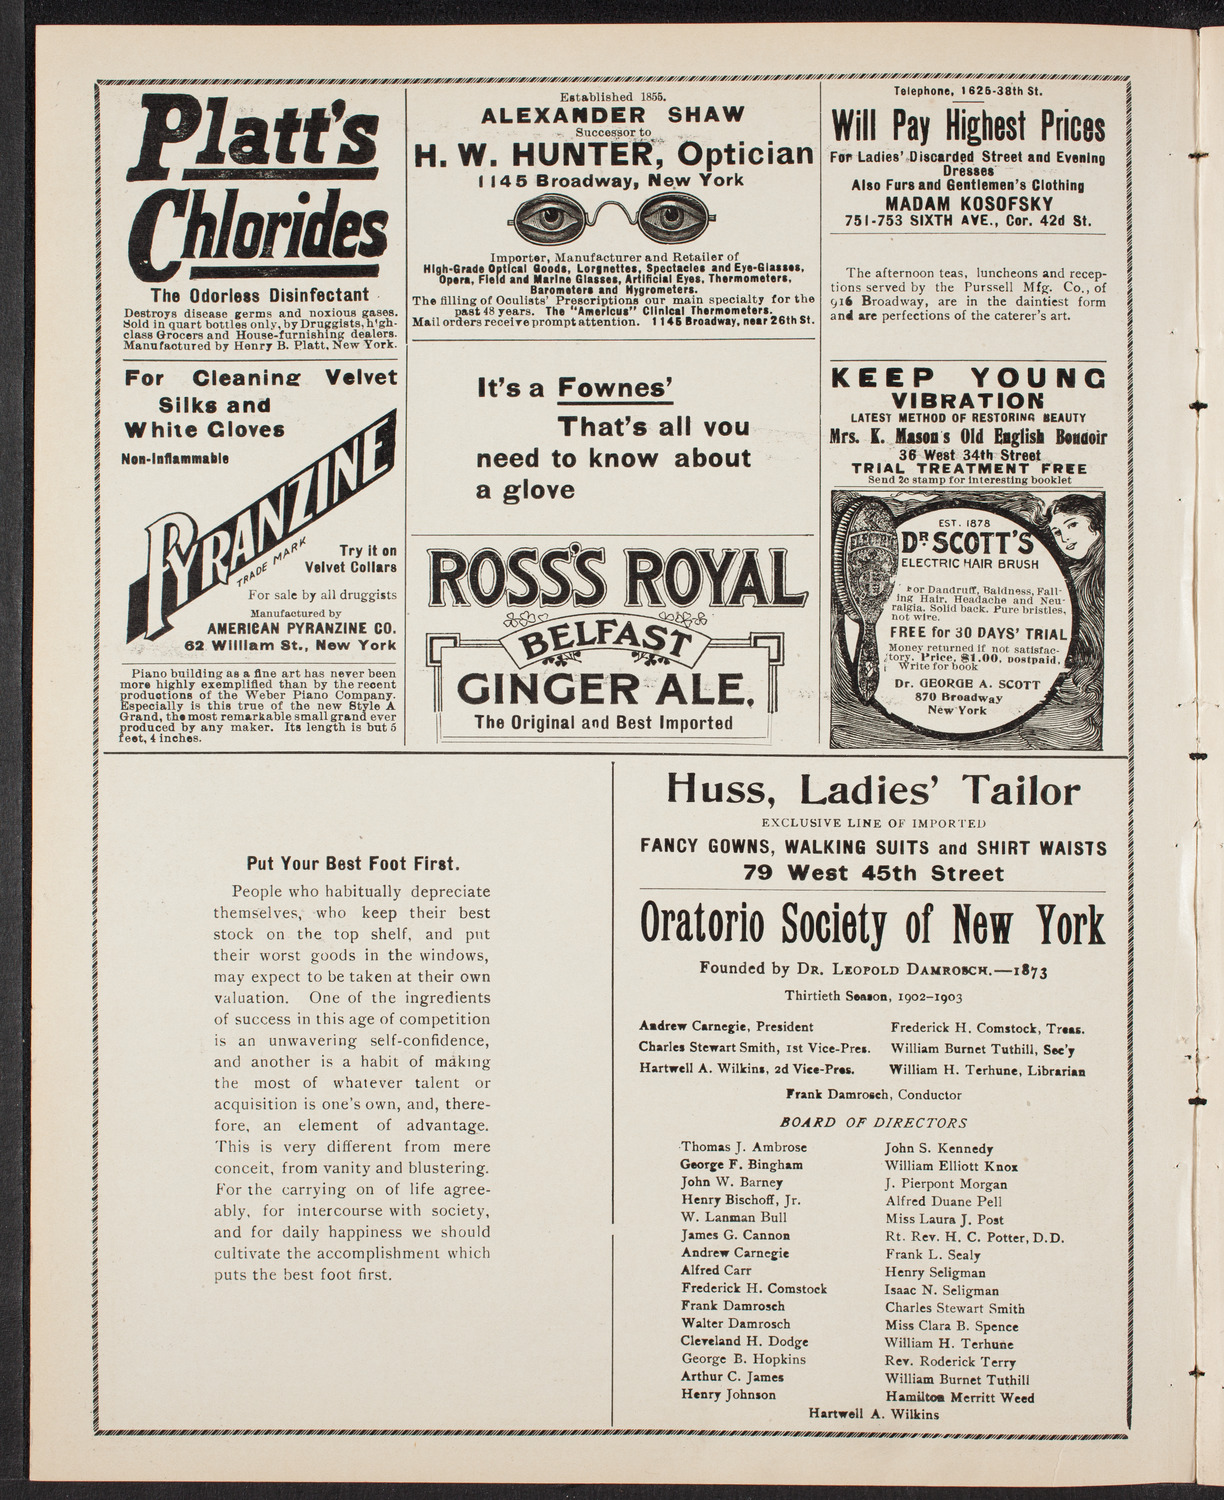 Platt's
Chlorides
The Odorless Disinfectant
Destroys disease germs and noxious gases.
Sold in quart bottles only, by Druggists, high-
class Grocers and House-furnishing dealers.
Manufactured by Henry B. Platt, New York.
For Cleaning Velvet
Silks and
White Gloves
Non-Inflammable
PYRANZINE
TRADE MARK
Try it on
Velvet Collars
For sale by all druggists
Manufactured by
AMERICAN PYRANZINE CO.
62 William St., New York
Piano building as a fine art has never been
more highly exemplified than by the recent
productions of the Weber Piano Company.
Especially is this true of the new Style A
Grand, the most remarkable small grand ever
produced by any maker. Its length is but 5
feet, 4 inches.
Established 1855.
ALEXANDER SHAW
Successor to
H. W. HUNTER, Optician
1145 Broadway, New York
Importer, Manufacturer and Retailer of
High-Grade Optical Goods, Lorgnettes, Spectacles and Eye-Glasses,
Opera, Field and Marine Glasses, Artificial Eyes, Thermometers,
Barometers and Hygrometers.
The filling of Oculists' Prescriptions our main specialty for the
past 48 years. The "Americus" Clinical Thermometers.
Mail orders receive prompt attention. 1145 Broadway, near 26th St.
It's a Fownes'
That's all you
need to know about
a glove
ROSS'S ROYAL
BELFAST
GINGER ALE.
The Original and Best Imported
Telephone, 1625-38th St.
Will Pay Highest Prices
For Ladies' Discarded Street and Evening
Dresses
Also Furs and Gentlemen's Clothing
MADAM KOSOFSKY
751-753 SIXTH AVE., Cor. 42d St.
The afternoon teas, luncheons and recep-
tions served by the Purssell Mfg. Co., of
916 Broadway, are in the daintiest form
and are perfections of the caterer's art.
KEEP YOUNG
VIBRATION
LATEST METHOD OF RESTORING BEAUTY
Mrs. K. Mason's Old English Boudoir
36 West 34th Street
TRIAL TREATMENT FREE
Send 2c stamp for interesting booklet
ELECTRIC
EST. 1878
DR SCOTT'S
ELECTRIC HAIR BRUSH
For Dandruff, Baldness, Fall-
ing Hair, Headache and Neu-
ralgia. Solid back. Pure bristles,
not wire.
FREE for 30 DAYS' TRIAL
Money returned if not satisfac-
tory. Price, $1.00, postpaid.
Write for book
Dr. GEORGE A. SCOTT
870 Broadway
New York
Put Your Best Foot First.
People who habitually depreciate
themselves, who keep their best
stock on the top shelf, and put
their worst goods in the windows,
may expect to be taken at their own
valuation. One of the ingredients
of success in this age of competition
is an unwavering self-confidence,
and another is a habit of making
the most of whatever talent or
acquisition is one's own, and, there-
fore, an element of advantage.
This is very different from mere
conceit, from vanity and blustering.
For the carrying on of life agree-
ably, for intercourse with society,
and for daily happiness we should
cultivate the accomplishment which
puts the best foot first.
Huss, Ladies' Tailor
EXCLUSIVE LINE OF IMPORTED
FANCY GOWNS, WALKING SUITS and SHIRT WAISTS
79 West 45th Street
Oratorio Society of New York
Founded by DR. LEOPOLD DAMROSCH.—1873
Thirtieth Season, 1902-1903
Andrew Carnegie, President
Charles Stewart Smith, 1st Vice-Pres.
Hartwell A. Wilkins, 2d Vice-Pres.
Frederick H. Comstock, Treas.
William Burnet Tuthill, Sec'y
William H. Terhune, Librarian
Frank Damrosch, Conductor
BOARD OF DIRECTORS
Thomas J. Ambrose
George F. Bingham
John W. Barney
Henry Bischoff, Jr.
W. Lanman Bull
James G. Cannon
Andrew Carnegie
Alfred Carr
Frederick H. Comstock
Frank Damrosch
Walter Damrosch
Cleveland H. Dodge
George B. Hopkins
Arthur C. James
Henry Johnson
John S. Kennedy
William Elliott Knox
J. Pierpont Morgan
Alfred Duane Pell
Miss Laura J. Post
Rt. Rev. H. C. Potter, D.D.
Frank L. Sealy
Henry Seligman
Isaac N. Seligman
Charles Stewart Smith
Miss Clara B. Spence
William H. Terhune
Rev. Roderick Terry
William Burnet Tuthill
Hamilton Merritt Weed
Hartwell A. Wilkins